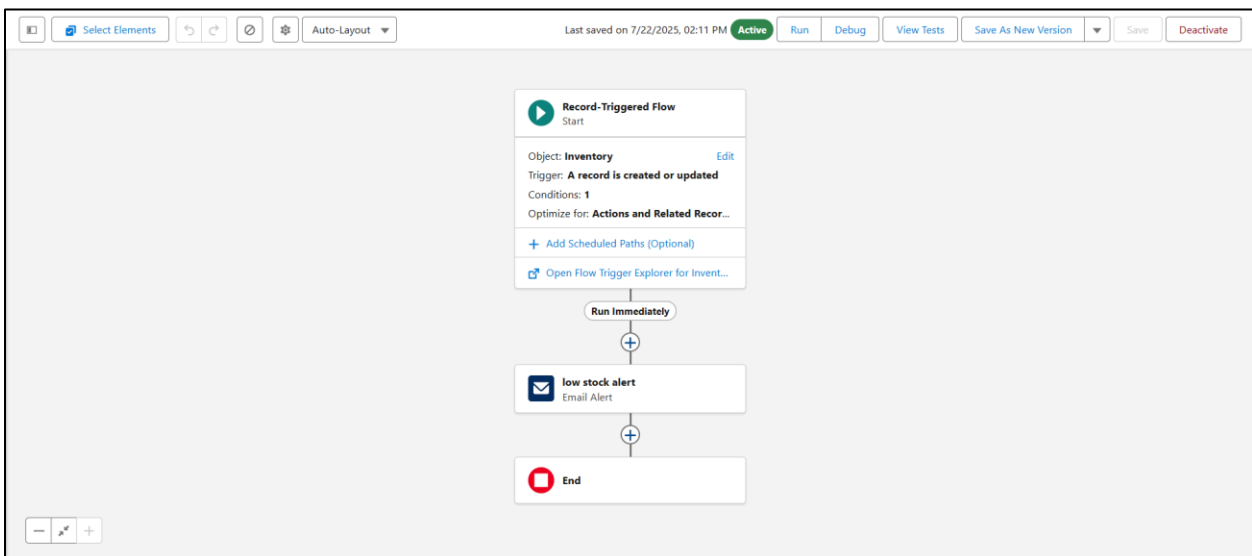 Select Elements
Auto-Layout
Last saved on 7/22/2025, 02:11 PM Active Run Debug View Tests Save As New Version Save Deactivate
Record-Triggered Flow
Start
Object: Inventory Edit
Trigger: A record is created or updated
Conditions: 1
Optimize for: Actions and Related Recor...
Add Scheduled Paths (Optional)
Open Flow Trigger Explorer for Invent...
Run Immediately
low stock alert
Email Alert
End